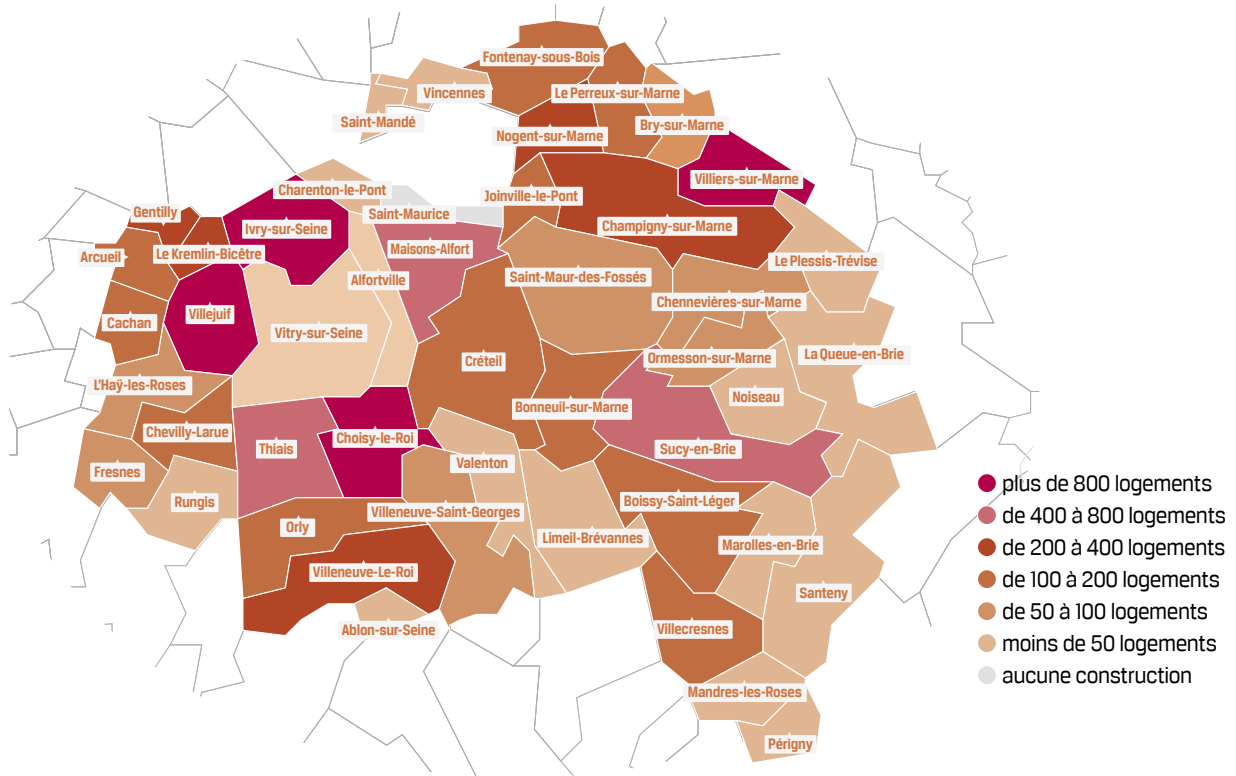 Fontenay-sous-Bois
Vincennes
Le Perreux-sur-Marne
Saint-Mandé
Nogent-sur-Marne
Bry-sur-Marne
Villiers-sur-Marne
Charenton-le-Pont
Joinville-le-Pont
Gentilly
Saint-Maurice
Ivry-sur-Seine
Champigny-sur-Marne
Arcueil
Le Kremlin-Bicêtre
Maisons-Alfort
Le Plessis-Trévise
Alfortville
Saint-Maur-des-Fossés
Chennevières-sur-Marne
Cachan
Villejuif
Vitry-sur-Seine
Créteil
Ormesson-sur-Marne
La Queue-en-Brie
L'Haÿ-les-Roses
Noiseau
Bonneuil-sur-Marne
Chevilly-Larue
Thiais
Choisy-le-Roi
Sucy-en-Brie
Valenton
Fresnes
Rungis
Boissy-Saint-Léger
Villeneuve-Saint-Georges
Orly
Limeil-Brévannes
Marolles-en-Brie
Villeneuve-Le-Roi
Santeny
Ablon-sur-Seine
Villecresnes
Mandres-les-Roses
Périgny
plus de 800 logements
de 400 à 800 logements
de 200 à 400 logements
de 100 à 200 logements
de 50 à 100 logements
moins de 50 logements
aucune construction